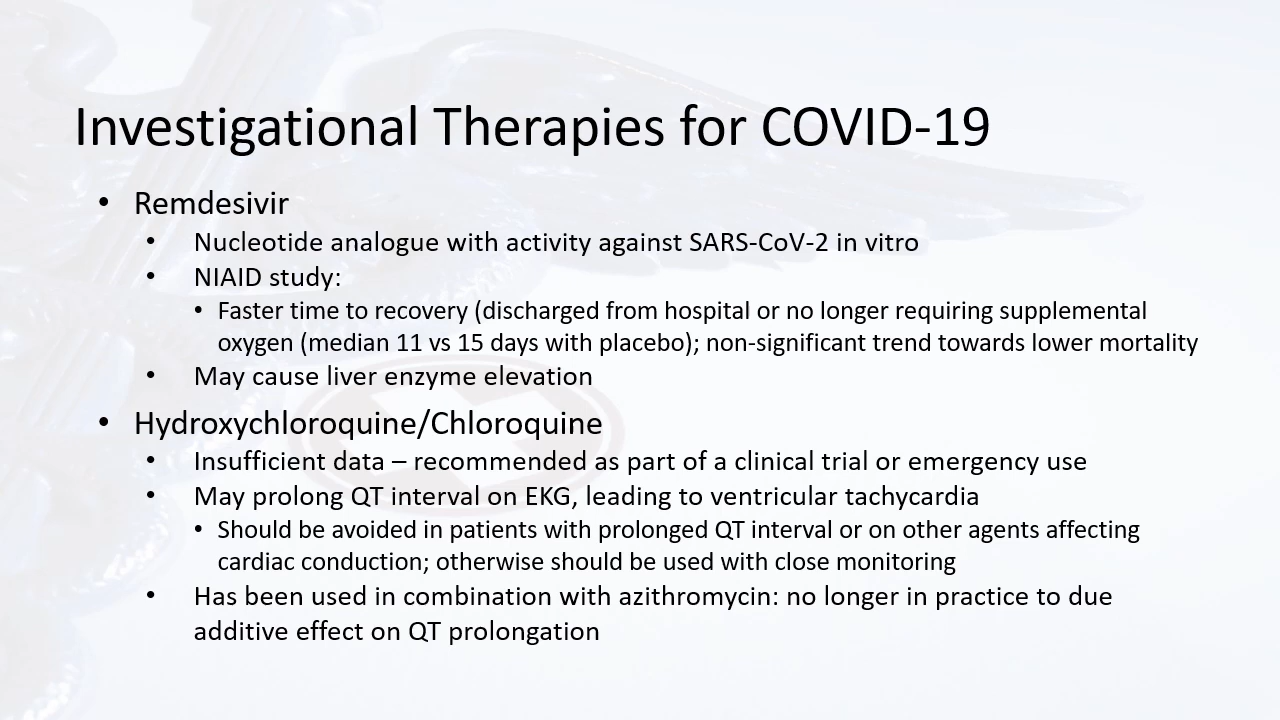 Investigational Therapies for COVID-19
• Remdesivir
• Nucleotide analogue with activity against SARS-CoV-2 in vitro
• NIAID study:
• Faster time to recovery (discharged from hospital or no longer requiring supplemental
oxygen (median 11 vs 15 days with placebo); non-significant trend towards lower mortality
• May cause liver enzyme elevation
• Hydroxychloroquine/Chloroquine
• Insufficient data – recommended as part of a clinical trial or emergency use
• May prolong QT interval on EKG, leading to ventricular tachycardia
• Should be avoided in patients with prolonged QT interval or on other agents affecting
cardiac conduction; otherwise should be used with close monitoring
• Has been used in combination with azithromycin: no longer in practice to due
additive effect on QT prolongation